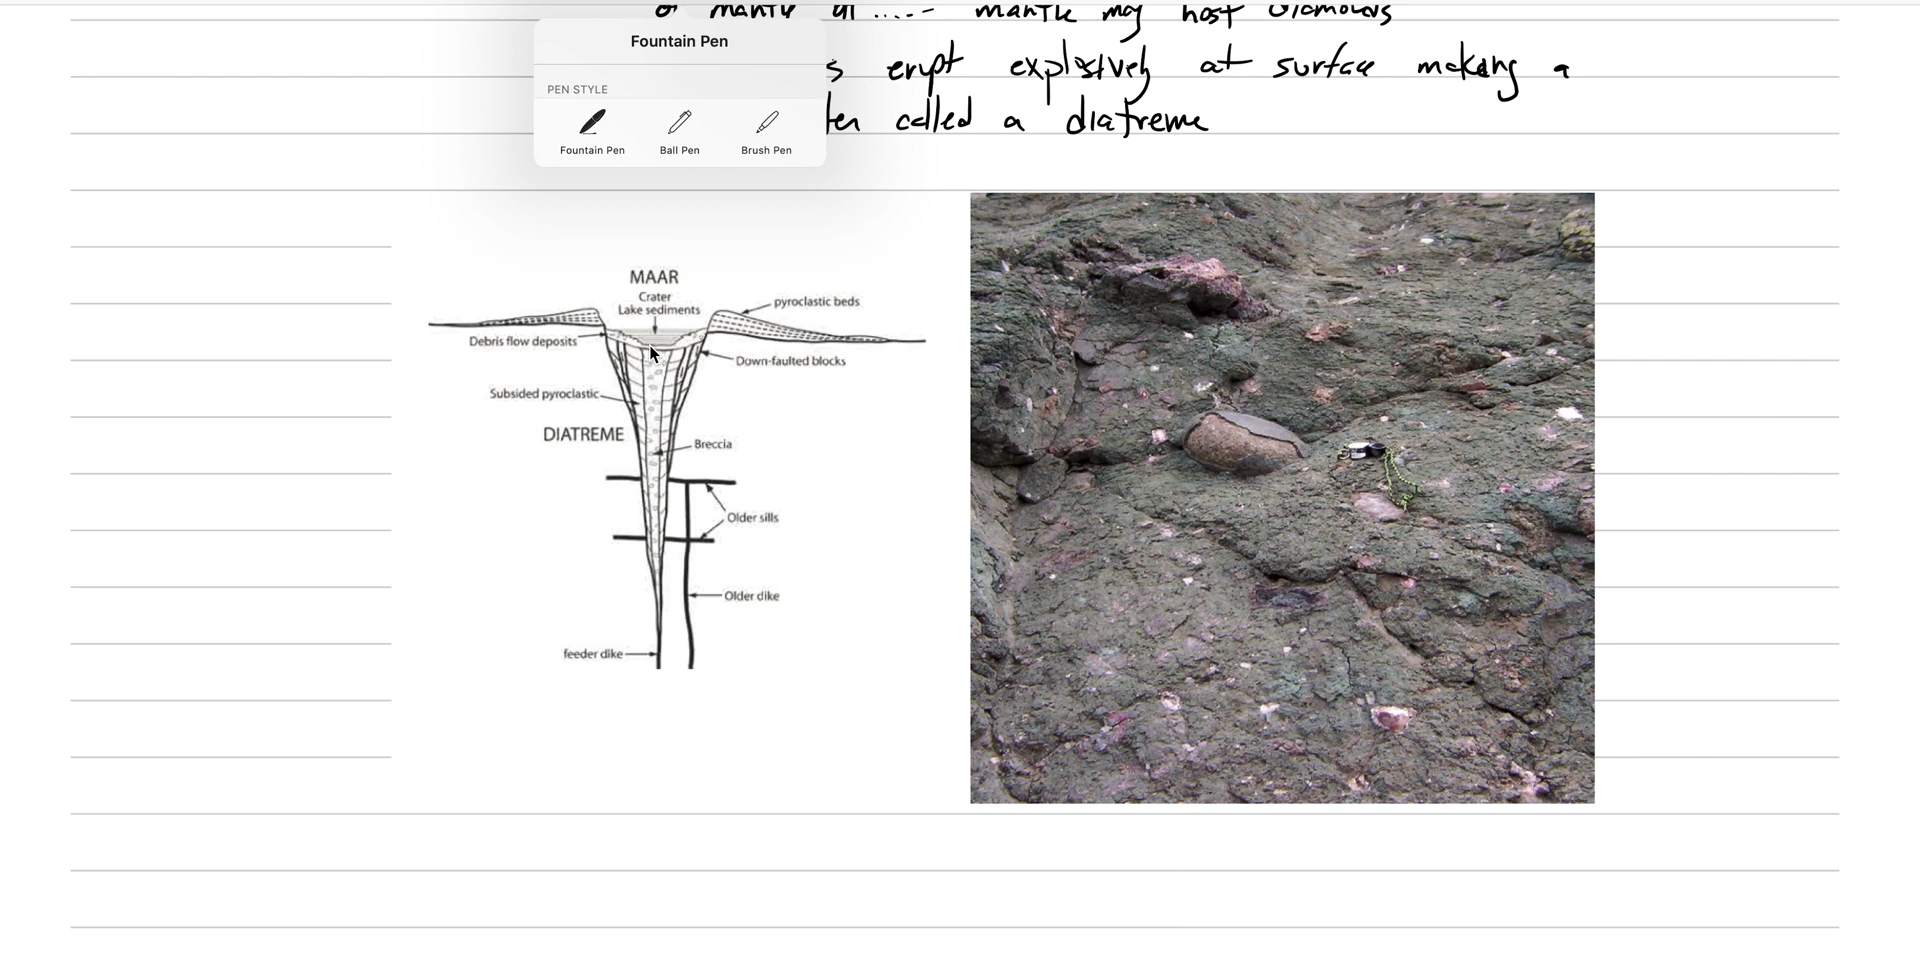 mantle may host diamonds
Fountain Pen
s erupt explosively at surface making a
PEN STYLE
called a diatreme
Fountain Pen
Ball Pen
Brush Pen
MAAR
Crater
Lake sediments
pyroclastic beds
Debris flow deposits
Down-faulted blocks
Subsided pyroclastic
DIATREME
Breccia
Older sills
Older dike
feeder dike